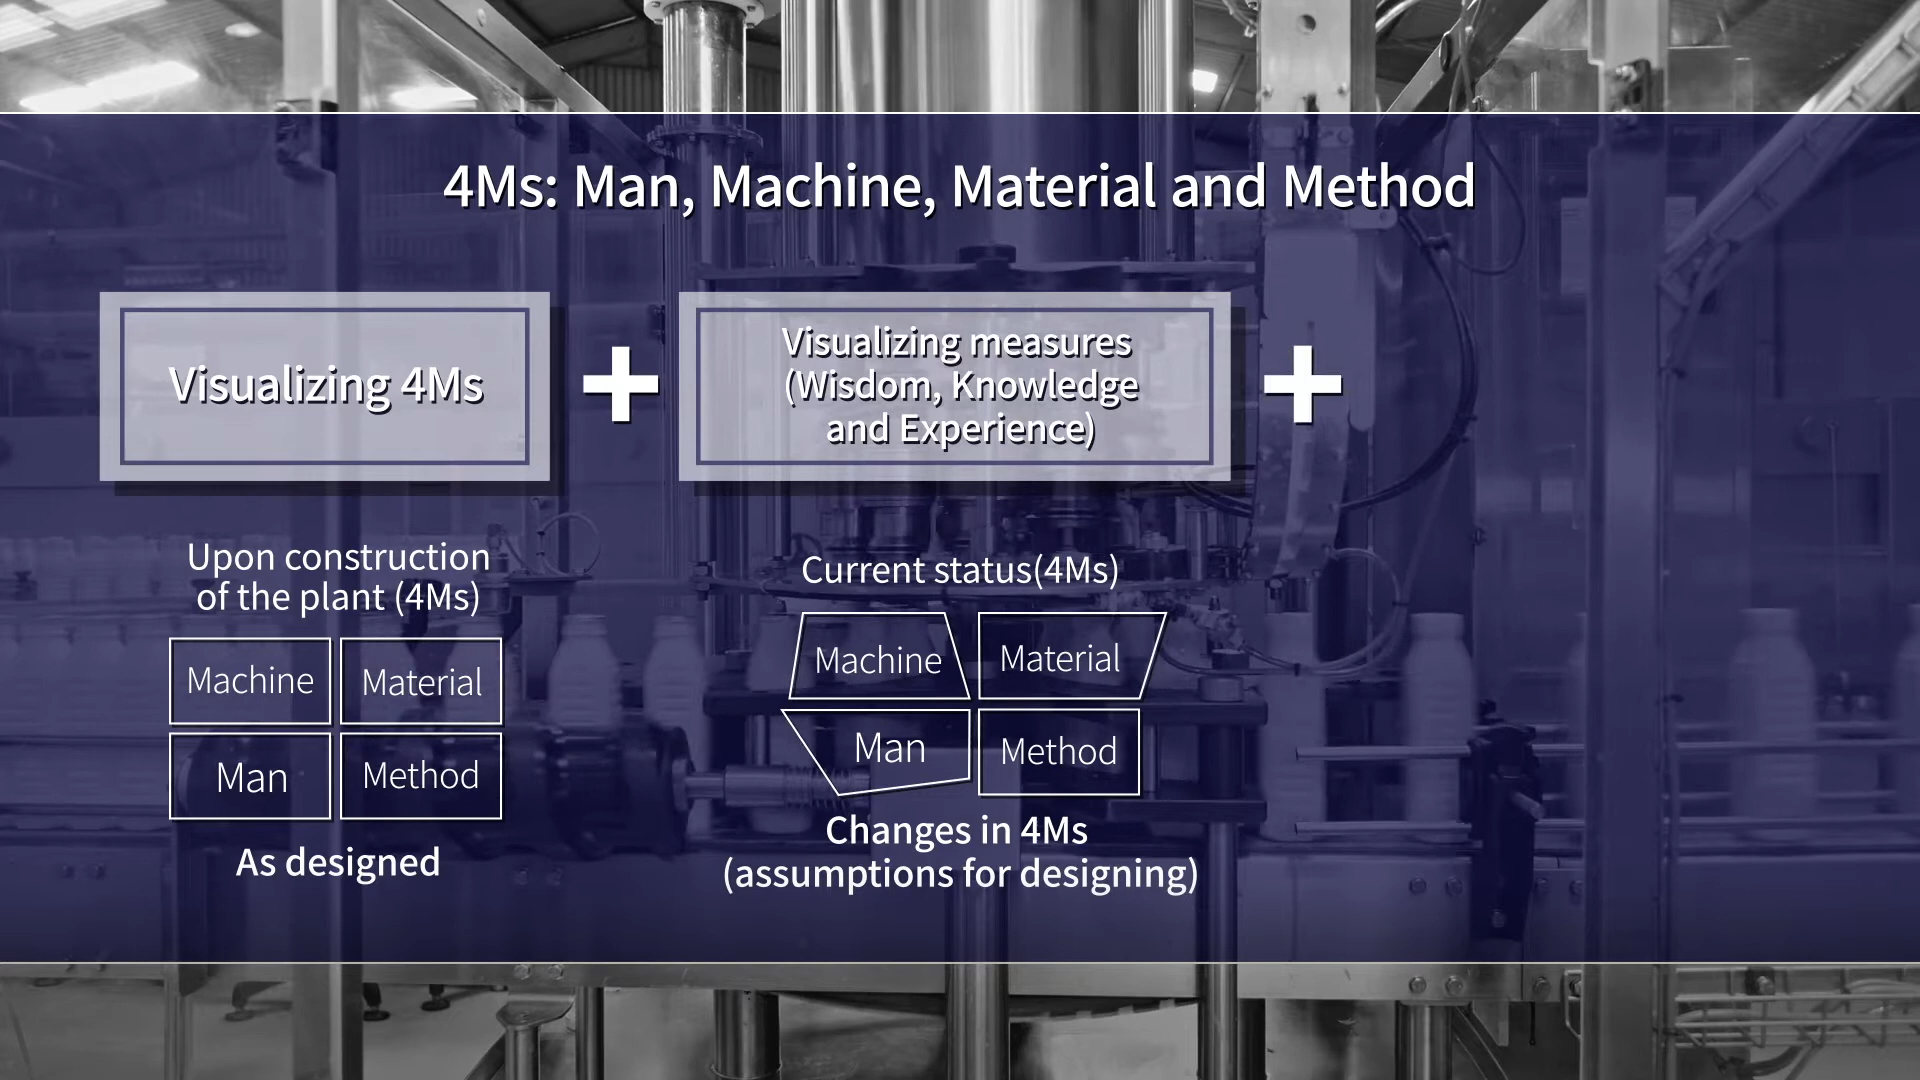 4Ms: Man, Machine, Material and Method
Visualizing 4Ms
+
Visualizing measures
(Wisdom, Knowledge
and Experience)
+
Upon construction
of the plant (4Ms)
Machine
Material
Man
Method
As designed
Current status(4Ms)
Machine
Material
Man
Method
Changes in 4Ms
(assumptions for designing)